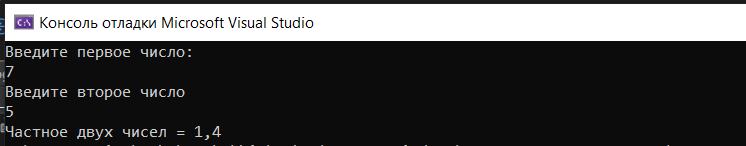 Консоль отладки Microsoft Visual Studio
Введите первое число:
7
Введите второе число
5
Частное двух чисел = 1,4